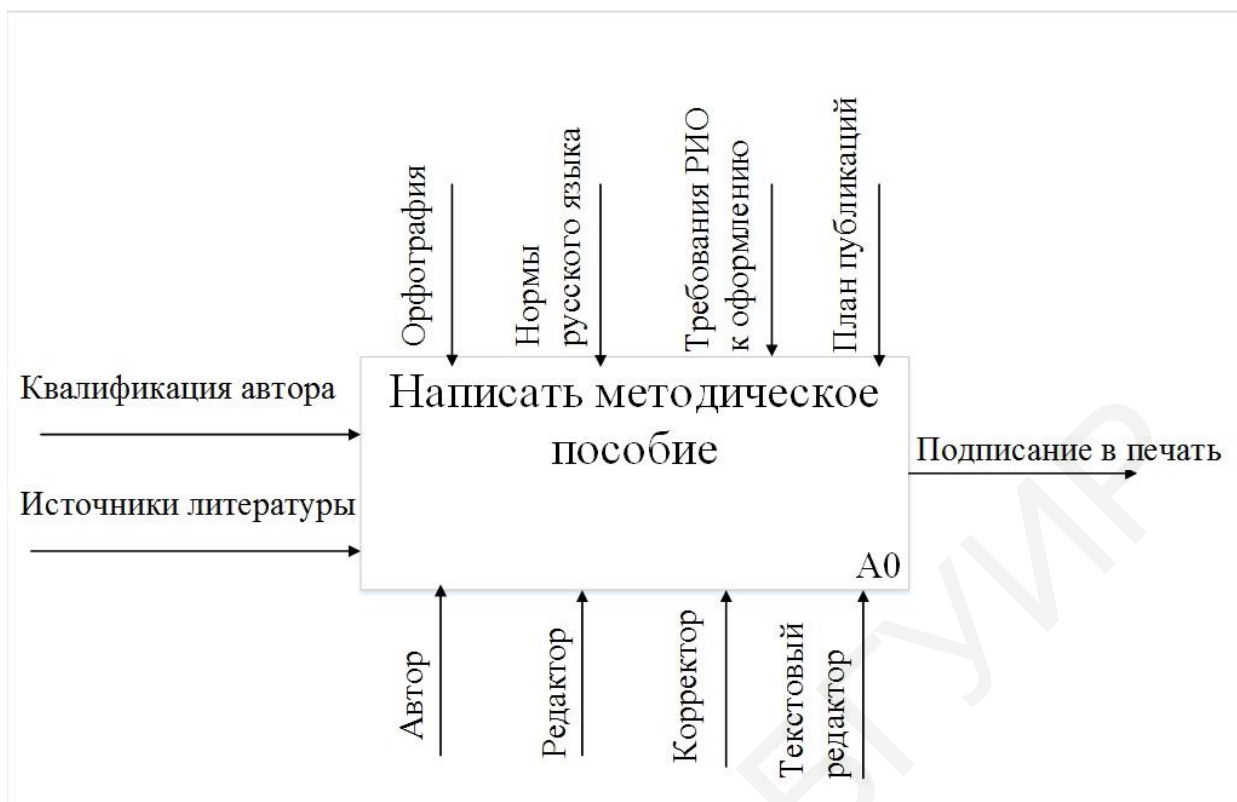 Орфография
Нормы
русского языка
Требования РИО
к оформлению
План публикаций
Квалификация автора
Источники литературы
Написать методическое
пособие
А0
Подписание в печать
Автор
Редактор
Корректор
Текстовый
редактор
БГУИР